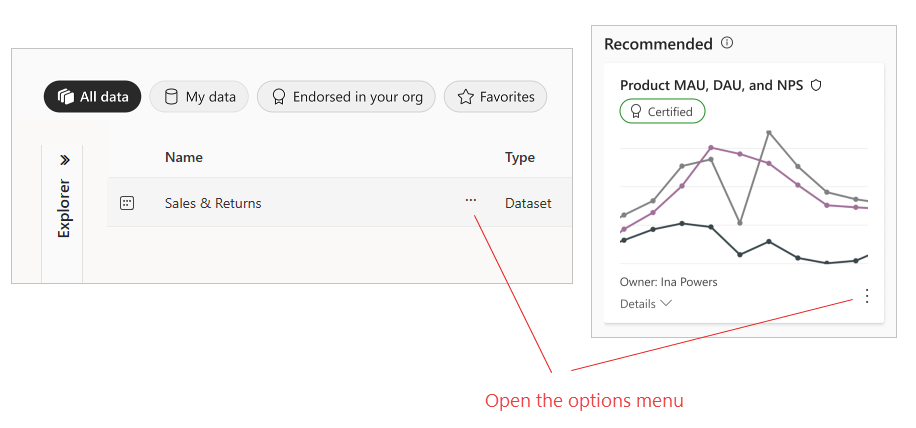 All data
My data
Endorsed in your org
Favorites
Explorer
Name
Type
Sales & Returns
Dataset
Recommended
Product MAU, DAU, and NPS
Certified
Owner: Ina Powers
Details
Open the options menu